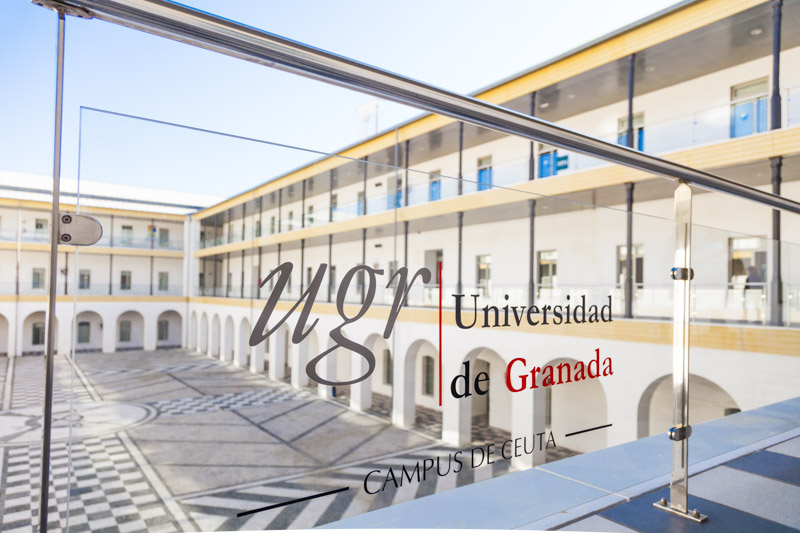 ugr
Universidad
de Granada
CAMPUS DE CEUTA